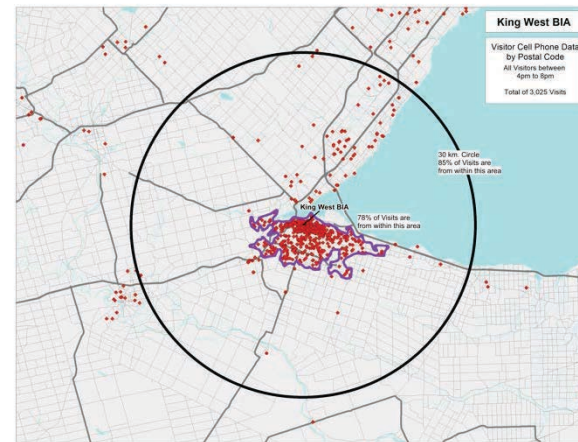 King West BIA
Visitor Cell Phone Data
by Postal Code
All Visitors between
4pm to 8pm
Total of 3,025 Visits
30 km. Circle
85% of Visits are
from within this area
King West BIA
78% of Visits are
from within this area